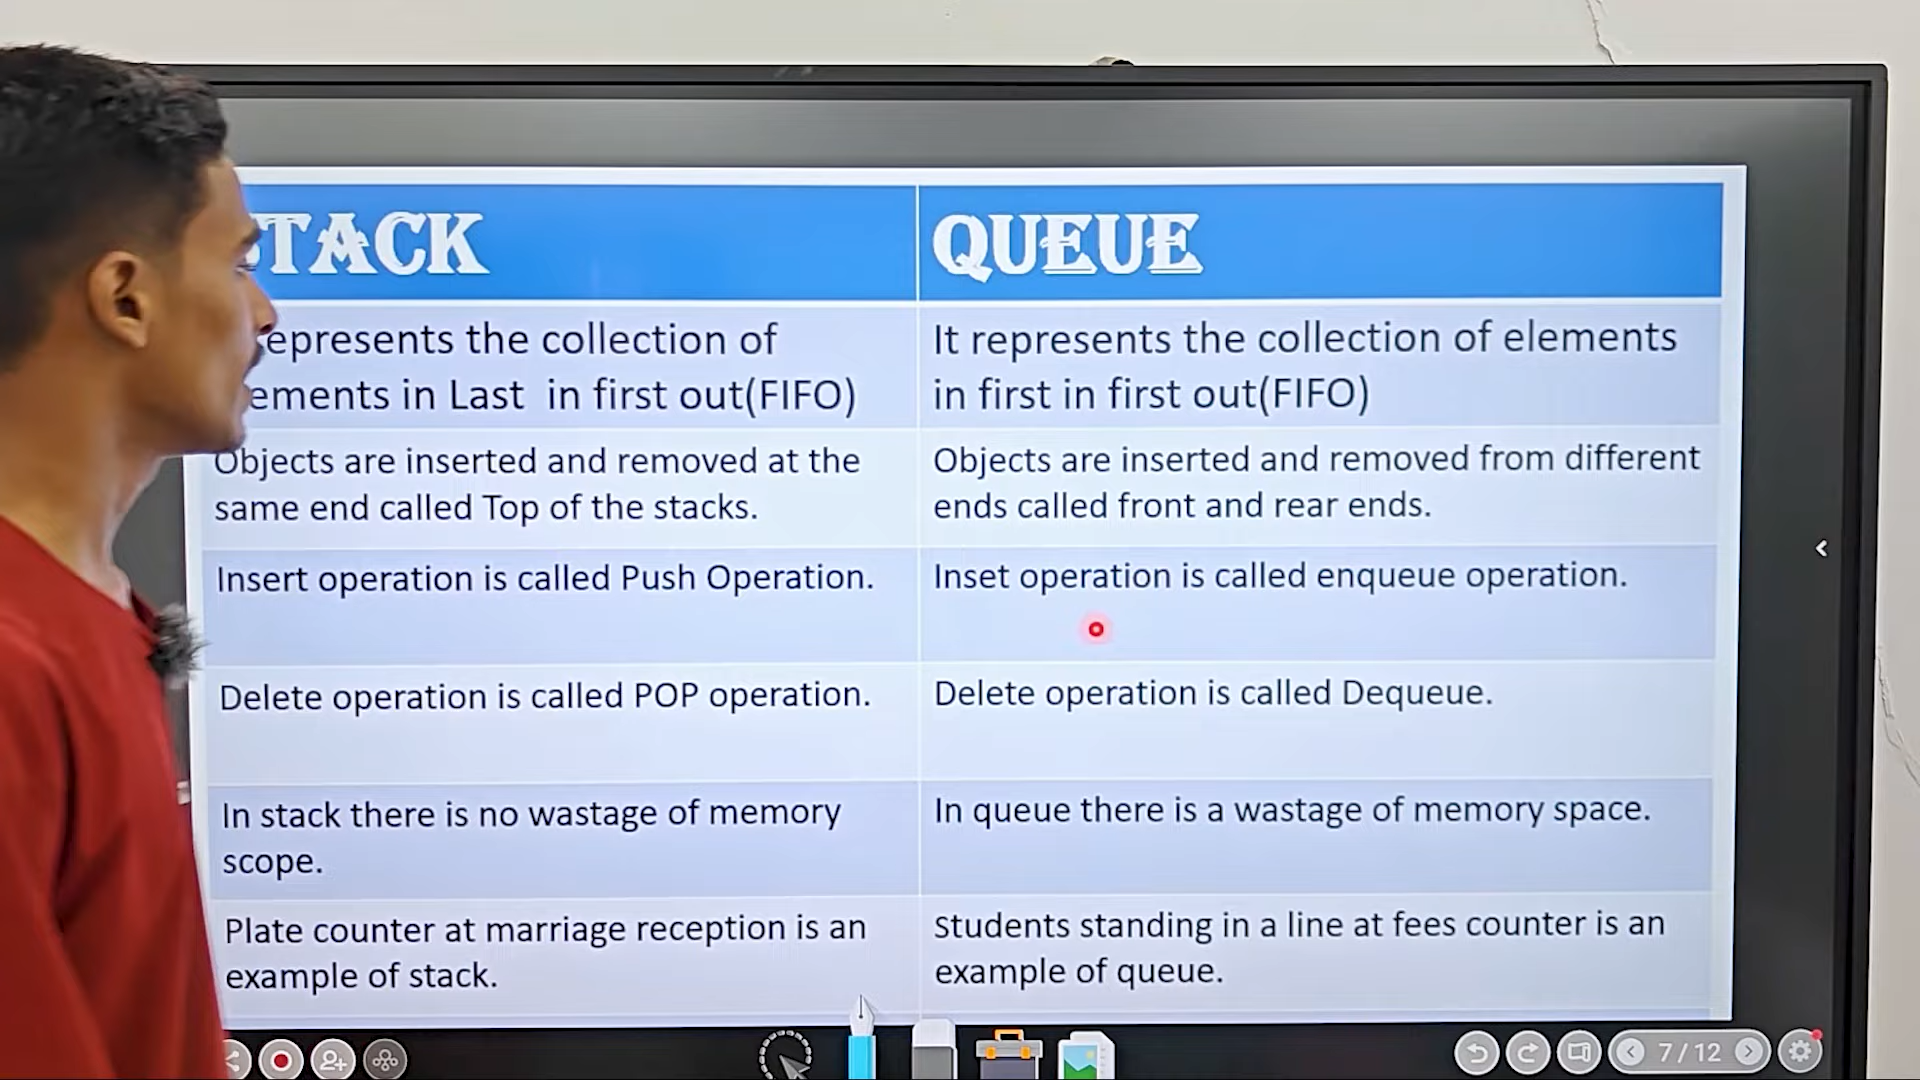 STACK
QUEUE
represents the collection of
ements in Last in first out(FIFO)
It represents the collection of elements
in first in first out(FIFO)
Objects are inserted and removed at the
same end called Top of the stacks.
Objects are inserted and removed from different
ends called front and rear ends.
Insert operation is called Push Operation.
Inset operation is called enqueue operation.
Delete operation is called POP operation.
Delete operation is called Dequeue.
In stack there is no wastage of memory
scope.
In queue there is a wastage of memory space.
Plate counter at marriage reception is an
example of stack.
Students standing in a line at fees counter is an
example of queue.
7/12